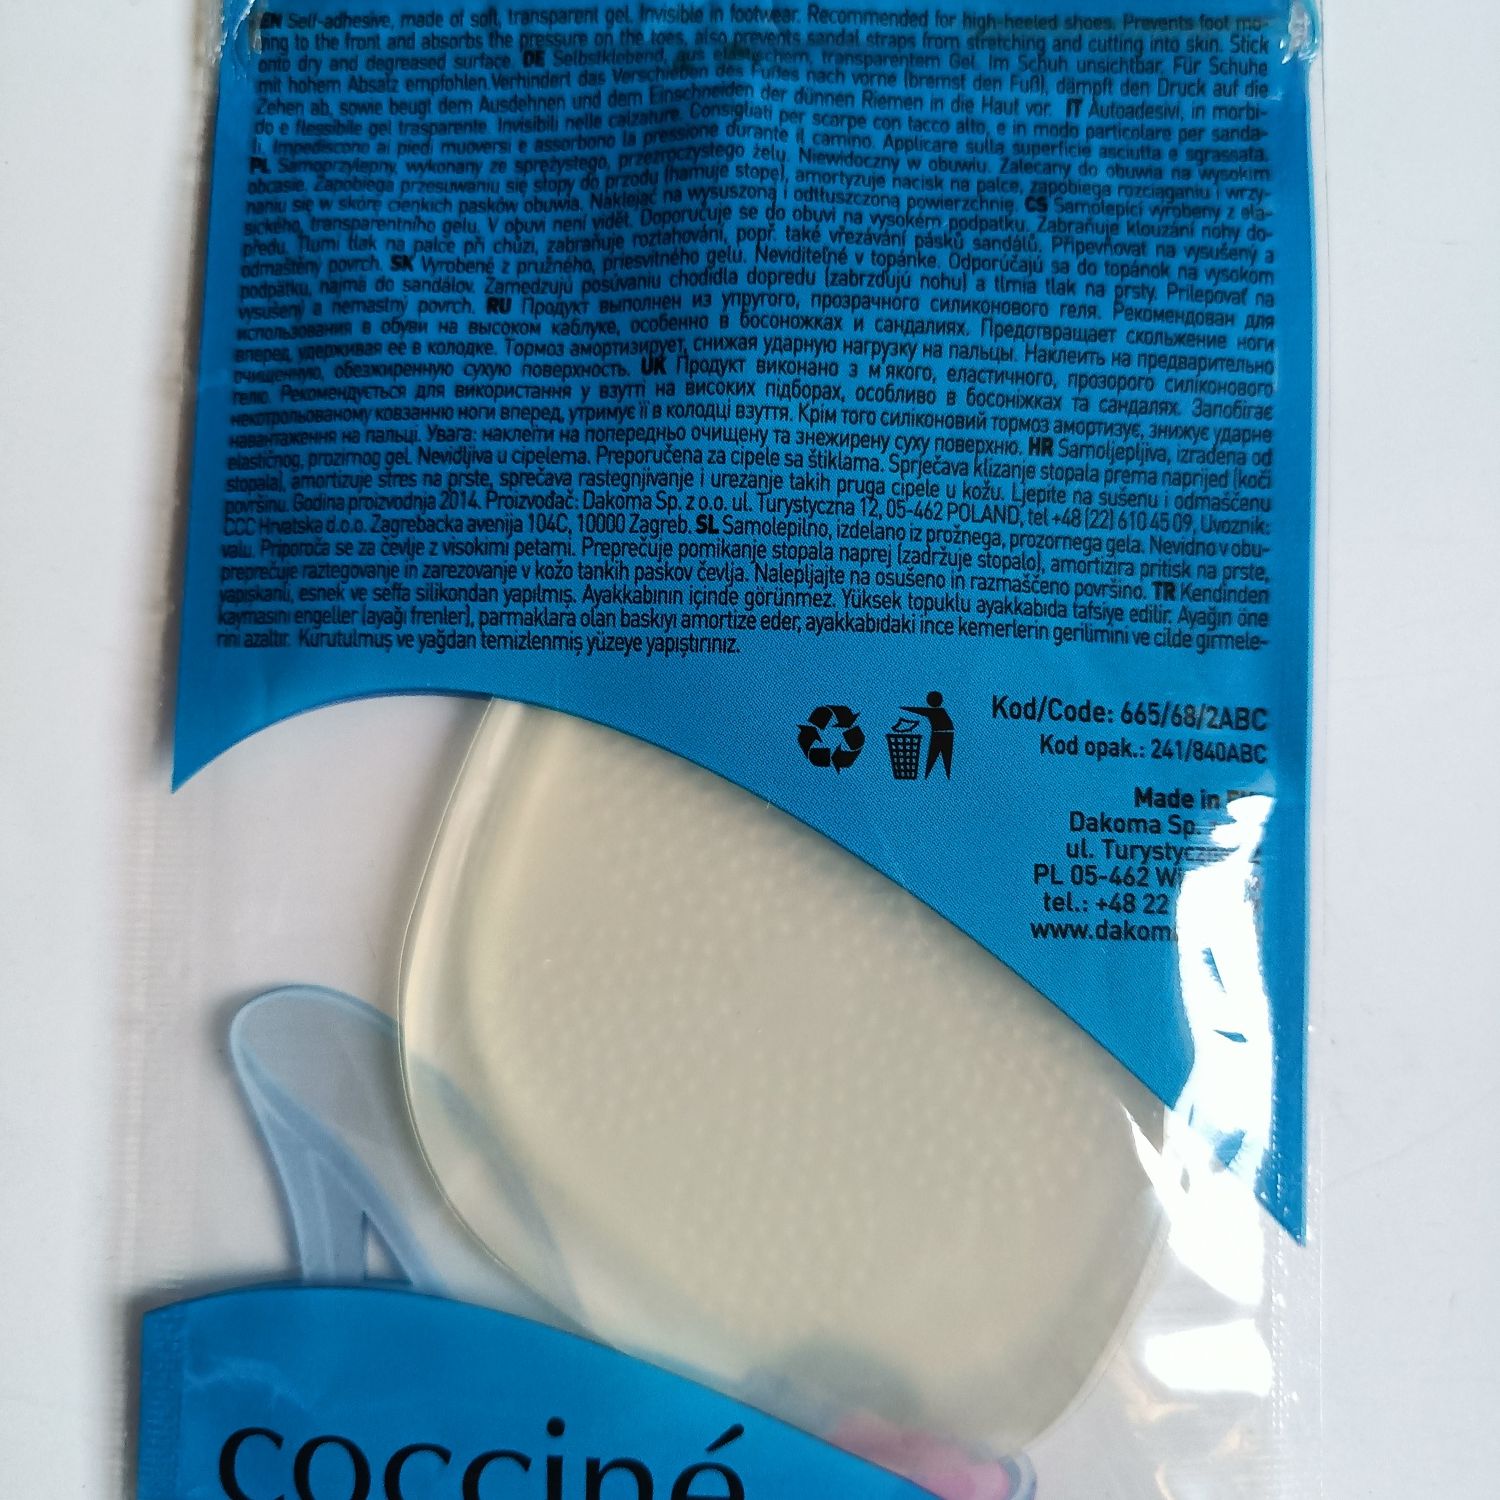 EN Self-adhesive, made of soft, transparent gel. Invisible in footwear. Recommended for high-heeled shoes. Prevents foot mo-
ing to the front and absorbs the pressure on the toes, also prevents sandal straps from stretching and cutting into skin. Stick
onto dry and degreased surface. DE Selbstklebend, aus elastischem, transparentem Gel. Im Schuh unsichtbar. Für Schuhe
mit hohem Absatz empfohlen.Verhindert das Verschieben des Fußes nach vorne (bremst den Fuß), dämpft den Druck auf die
Zehen ab, sowie beugt dem Ausdehnen und dem Einschneiden der dünnen Riemen in die Haut vor. IT Autoadesivi, in morbi-
do e flessibile gel trasparente. Invisibili nelle calzature. Consigliati per scarpe con tacco alto, e in modo particolare per sanda-
li. Impediscono ai piedi muoversi e assorbono la pressione durante il camino. Applicare sulla superficie asciutta e sgrassata.
PL Samoprzylepny, wykonany ze sprężystego, przezroczystego żelu. Niewidoczny w obuwiu. Zalecany do obuwia na wysokim
obcasie. Zapobiega przesuwaniu się stopy do przodu (hamuje stopę), amortyzuje nacisk na palce, zapobiega rozciąganiu i wrzy-
naniu się w skórę cienkich pasków obuwia. Naklejać na wysuszoną i odtłuszczoną powierzchnię. CS Samolepicí vyrobeny z ela-
sického, transparentního gelu. V obuvi není vidět. Doporučuje se do obuvi na vysokém podpatku. Zabraňuje klouzání nohy do-
předu. Tlumí tlak na palce při chůzi, zabraňuje roztahování, popř. také vřezávání pásků sandálů. Připevňovat na vysušený a
odmaštěný povrch. SK Vyrobené z pružného, priesvitného gelu. Neviditeľné v topánke. Odporúčajú sa do topánok na vysokom
podpätku, najmä do sandálov. Zamedzujú posúvaniu chodidla dopredu (zabrzďujú nohu) a tlmia tlak na prsty. Prilepovať na
vysušený a nemastný povrch. RU Продукт выполнен из упругого, прозрачного силиконового геля. Рекомендован для
использования в обуви на высоком каблуке, особенно в босоножках и сандалиях. Предотвращает скольжение ноги
вперед, удерживая её в колодке. Тормоз амортизирует, снижая ударную нагрузку на пальцы. Наклеить на предварительно
очищенную, обезжиренную сухую поверхность. UK Продукт виконано з м'якого, еластичного, прозорого силіконового
гелю. Рекомендується для використання у взутті на високих підборах, особливо в босоніжках та сандалях. Запобігає
некотрольованому ковзанню ноги вперед, утримує її в колодці взуття. Крім того силіконовий тормоз амортизує, знижує ударне
навантаження на пальці. Увага: наклеїти на попередньо очищену та знежирену суху поверхню. HR Samoljepljiva, izrađena od
elastičnog, prozirnog gel. Nevidljiva u cipelema. Preporučena za cipele sa štiklama. Sprječava klizanje stopala prema naprijed (koči
stopala), amortizuje stres na prste, sprečava rastegnjivanje i urezanje takih pruga cipele u kožu. Ljepite na sušenu i odmašćenu
površinu. Godina proizvodnja 2014. Proizvođač: Dakoma Sp. z o.o. ul. Turystyczna 12, 05-462 POLAND, tel +48 (22) 610 45 09, Uvoznik:
CCC Hrvatska d.o.o. Zagrebacka avenija 104C, 10000 Zagreb. SL Samolepilno, izdelano iz prožnega, prozornega gela. Nevidno v obu-
valu. Priporoča se za čevlje z visokimi petami. Preprečuje pomikanje stopala naprej (zadržuje stopalo), amortizira pritisk na prste,
preprečuje raztegovanje in zarezovanje v kožo tankih paskov čevlja. Nalepljajte na osušeno in razmaščeno površino. TR Kendinden
yapışkanlı, esnek ve şeffa silikondan yapılmış. Ayakkabının içinde görünmez. Yüksek topuklu ayakkabıda tafsiye edilir. Ayağın öne
kaymasını engeller (ayağı frenler), parmaklara olan baskıyı amortize eder, ayakkabıdaki ince kemerlerin gerilimini ve cilde girmele-
rini azaltır. Kurutulmuş ve yağdan temizlenmiş yüzeye yapıştırınız.
Kod/Code: 665/68/2ABC
Kod opak.: 241/840ABC
Made in
Dakoma Sp.
ul.
PL 05-462
tel.: +48 22
cocciné